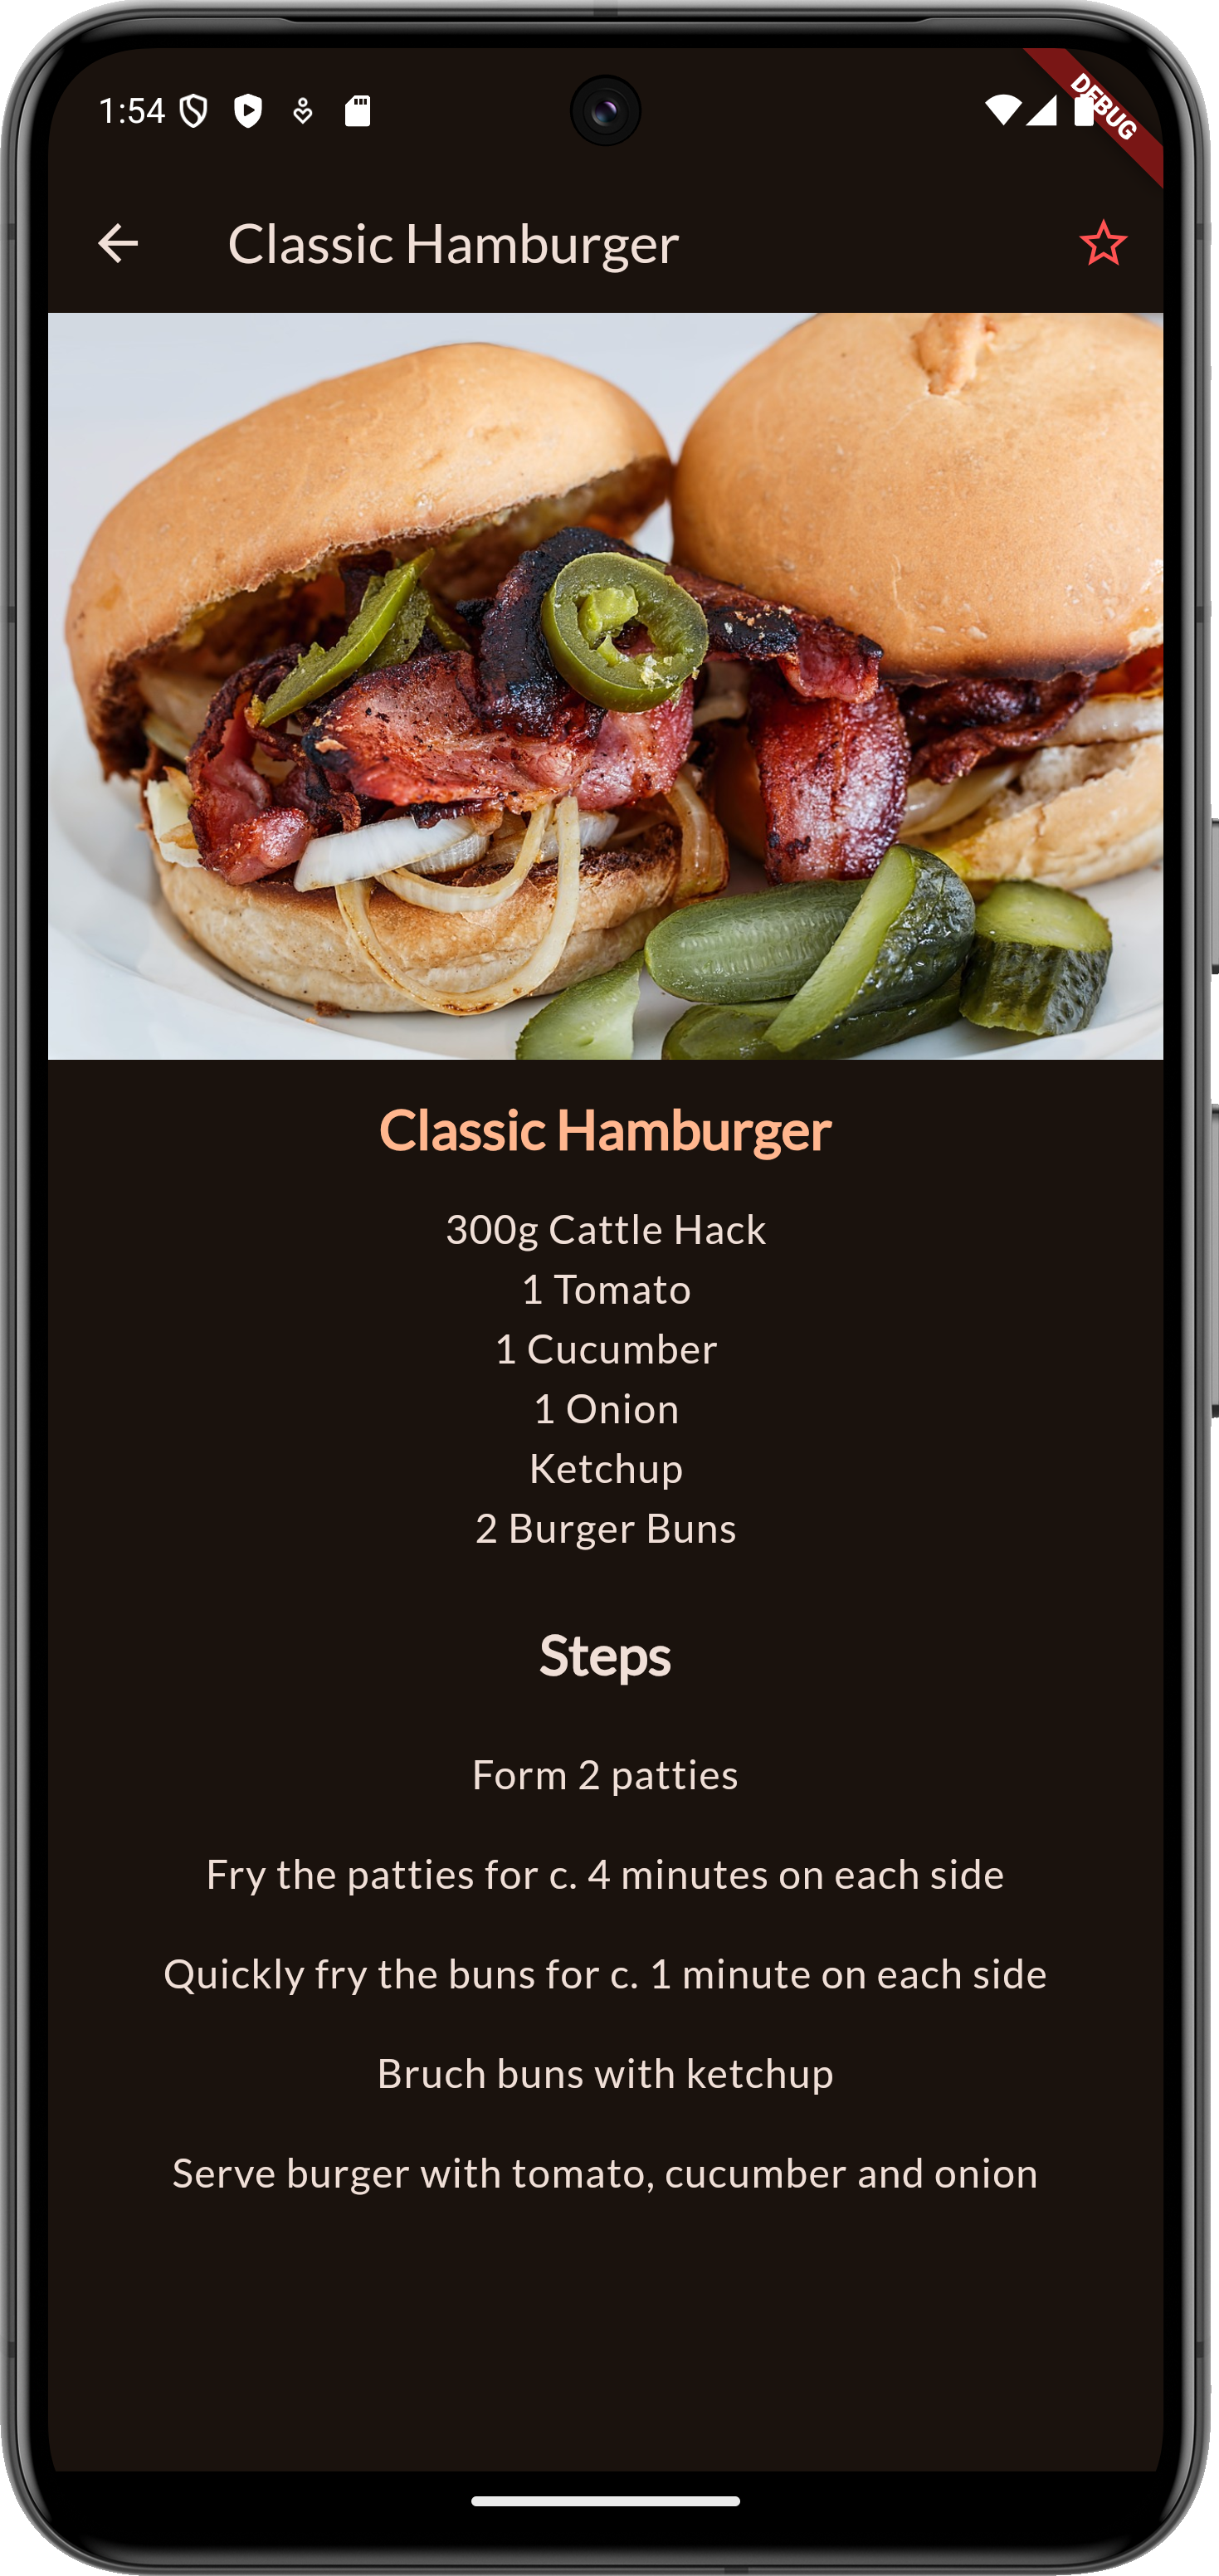 1:54
DEBUG
Classic Hamburger
Classic Hamburger
300g Cattle Hack
1 Tomato
1 Cucumber
1 Onion
Ketchup
2 Burger Buns
Steps
Form 2 patties
Fry the patties for c. 4 minutes on each side
Quickly fry the buns for c. 1 minute on each side
Bruch buns with ketchup
Serve burger with tomato, cucumber and onion